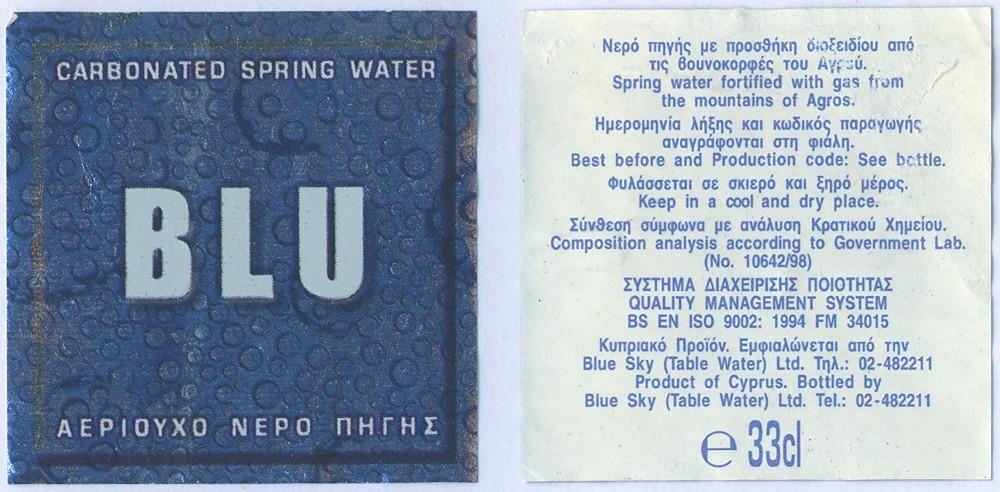 CARBONATED SPRING WATER
BLU
ΑΕΡΙΟΥΧΟ ΝΕΡΟ ΠΗΓΗΣ
Νερό πηγής με προσθήκη διοξειδίου από
τις βουνοκορφές του Αγρού.
Spring water fortified with gas from
the mountains of Agros.
Ημερομηνία λήξης και κωδικός παραγωγής
αναγράφονται στη φιάλη.
Best before and Production code: See bottle.
Φυλάσσεται σε σκιερό και ξηρό μέρος.
Keep in a cool and dry place.
Σύνθεση σύμφωνα με ανάλυση Κρατικού Χημείου.
Composition analysis according to Government Lab.
(No. 10642/98)
ΣΥΣΤΗΜΑ ΔΙΑΧΕΙΡΙΣΗΣ ΠΟΙΟΤΗΤΑΣ
QUALITY MANAGEMENT SYSTEM
BS EN ISO 9002: 1994 FM 34015
Κυπριακό Προϊόν. Εμφιαλώνεται από την
Blue Sky (Table Water) Ltd. Τηλ.: 02-482211
Product of Cyprus. Bottled by
Blue Sky (Table Water) Ltd. Tel.: 02-482211
℮ 33cl